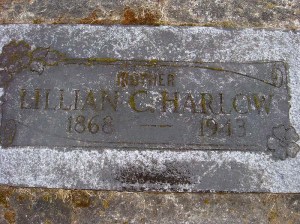 MOTHER
LILLIAN C. HARLOW
1868 — 1943